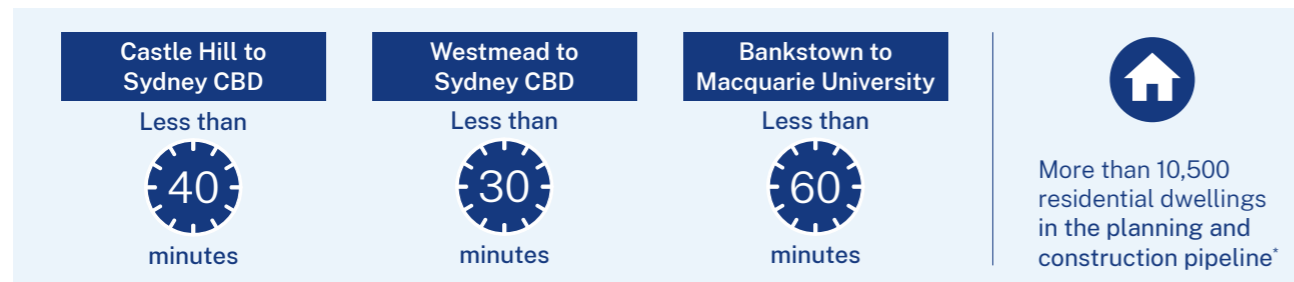 Castle Hill to
Sydney CBD
Less than
40
minutes
Westmead to
Sydney CBD
Less than
30
minutes
Bankstown to
Macquarie University
Less than
60
minutes
More than 10,500
residential dwellings
in the planning and
construction pipeline*